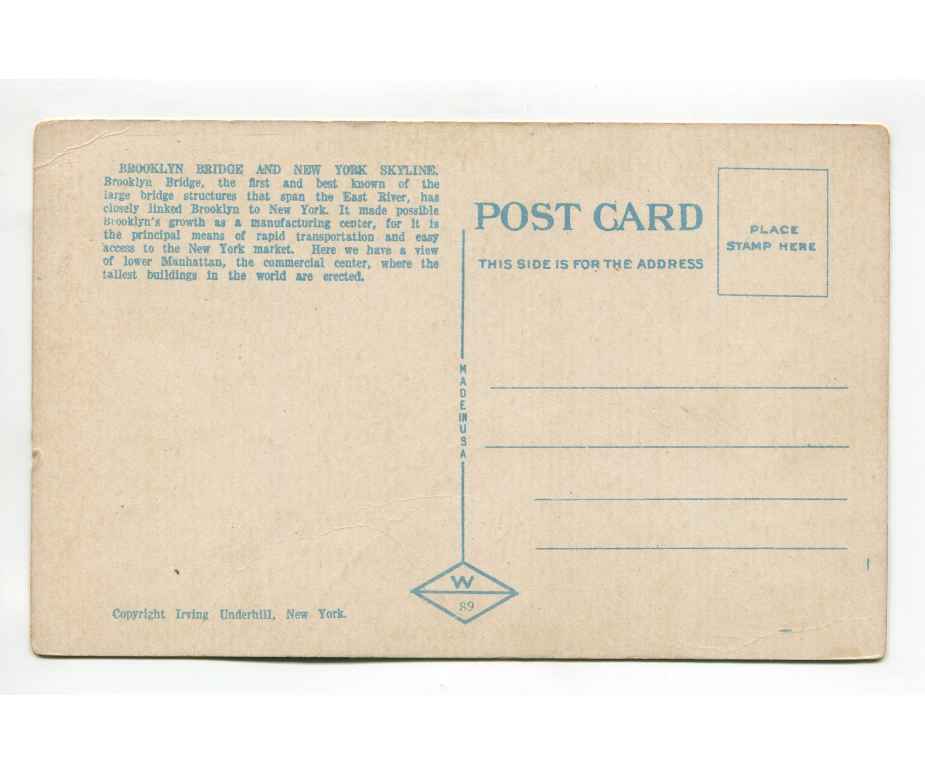 BROOKLYN BRIDGE AND NEW YORK SKYLINE.
Brooklyn Bridge, the first and best known of the
large bridge structures that span the East River, has
closely linked Brooklyn to New York. It made possible
Brooklyn's growth as a manufacturing center, for it is
the principal means of rapid transportation and easy
access to the New York market. Here we have a view
of lower Manhattan, the commercial center, where the
tallest buildings in the world are erected.
POST CARD
THIS SIDE IS FOR THE ADDRESS
PLACE
STAMP HERE
MADE IN USA
W
89
Copyright Irving Underhill, New York.